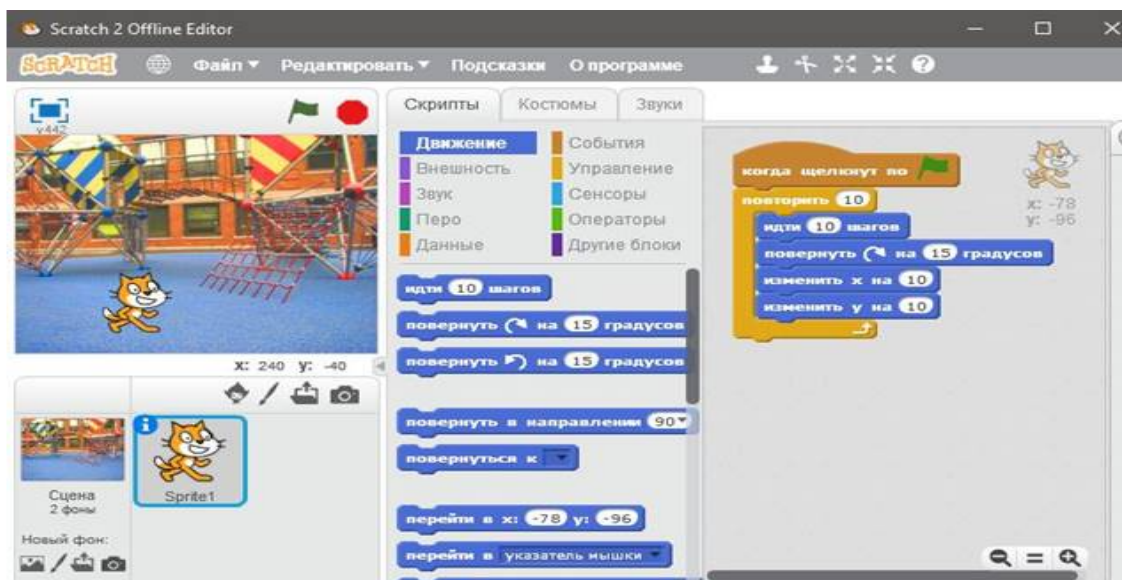 Scratch 2 Offline Editor
SCRATCH Файл Редактировать Подсказки О программе
v442
x: 240 y: -40
Сцена
2 фоны
Sprite1
Новый фон:
Скрипты Костюмы Звуки
Движение События
Внешность Управление
Звук Сенсоры
Перо Операторы
Данные Другие блоки
идти 10 шагов
повернуть на 15 градусов
повернуть на 15 градусов
повернуть в направлении 90
повернуться к
перейти в x: -78 y: -96
перейти в указатель мышки
когда щелкнут по
повторить 10
идти 10 шагов
повернуть на 15 градусов
изменить x на 10
изменить y на 10
x: -78
y: -96